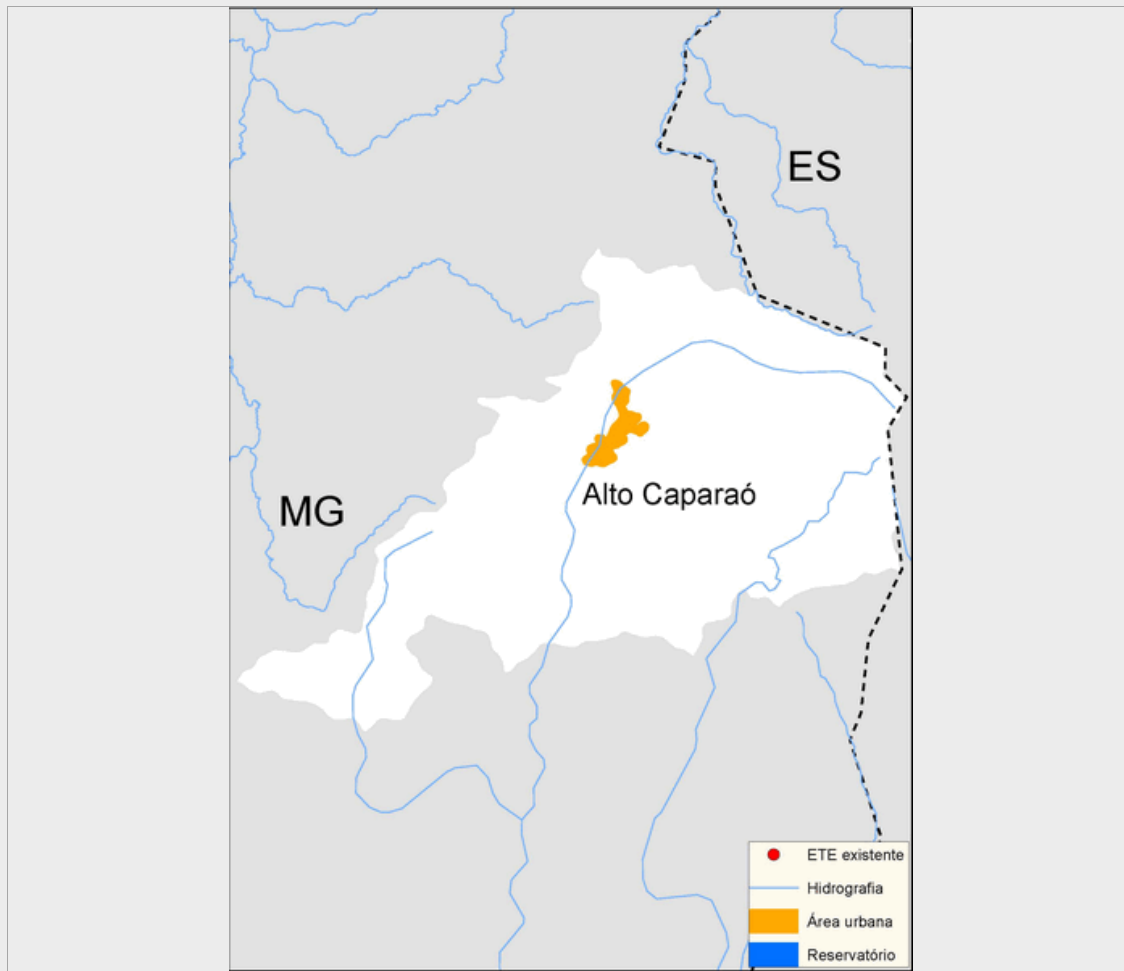 ES
MG
Alto Caparaó
ETE existente
Hidrografia
Área urbana
Reservatório